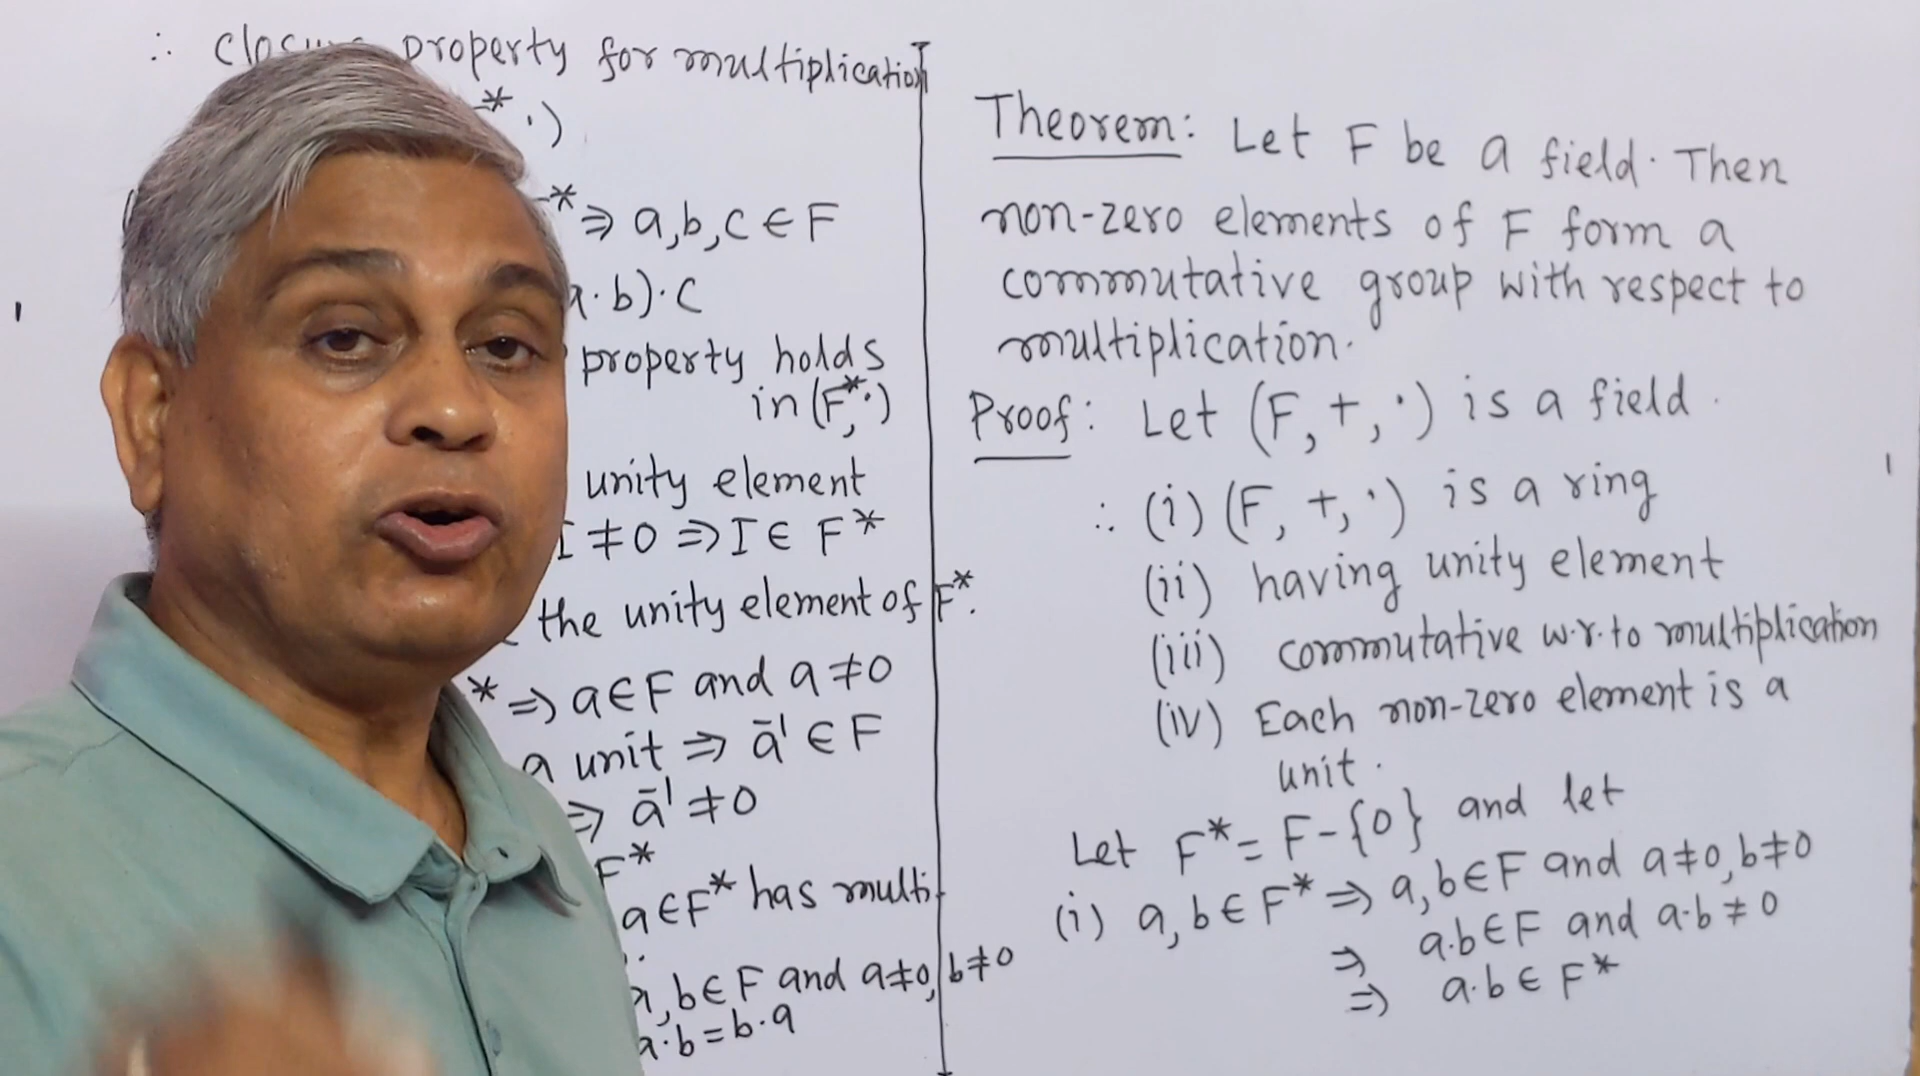 ∴ closure property for multiplication
* ·)
* ⇒ a,b,c ∈ F
a·b)·c
property holds
in (F*,·)
unity element
I ≠ 0 ⇒ I ∈ F*
the unity element of F*.
* ⇒ a ∈ F and a ≠ 0
a unit ⇒ a⁻¹ ∈ F
⇒ a⁻¹ ≠ 0
F*
a ∈ F* has multi.
a, b ∈ F and a ≠ 0, b ≠ 0
a·b = b·a
Theorem: Let F be a field. Then
non-zero elements of F form a
commutative group with respect to
multiplication.
Proof: Let (F, +, ·) is a field.
∴ (i) (F, +, ·) is a ring
(ii) having unity element
(iii) commutative w.r.to multiplication
(iv) Each non-zero element is a
unit.
Let F* = F - {0} and let
(i) a, b ∈ F* ⇒ a, b ∈ F and a ≠ 0, b ≠ 0
⇒ a·b ∈ F and a·b ≠ 0
⇒ a·b ∈ F*